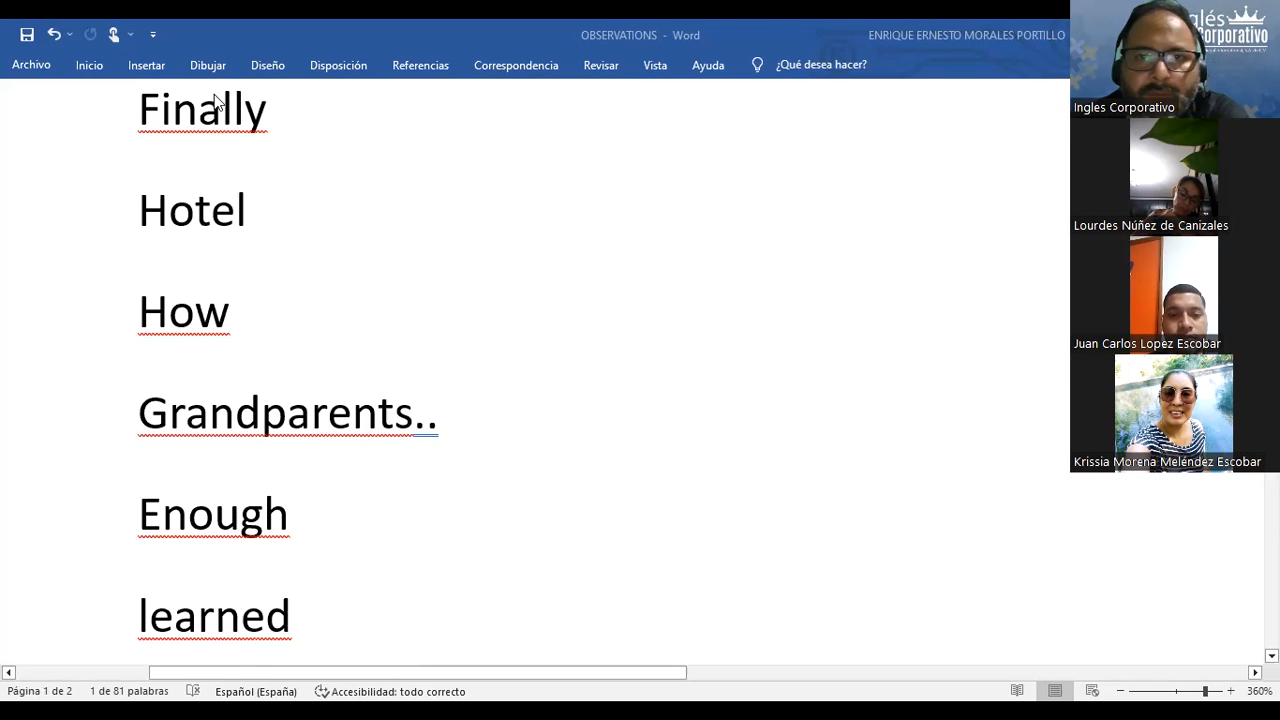 OBSERVATIONS - Word
ENRIQUE ERNESTO MORALES PORTILLO
Archivo Inicio Insertar Dibujar Diseño Disposición Referencias Correspondencia Revisar Vista Ayuda ¿Qué desea hacer?
Finally
Hotel
How
Grandparents..
Enough
learned
glés
Corporativo
Ingles Corporativo
Lourdes Núñez de Canizales
Juan Carlos Lopez Escobar
Krissia Morena Meléndez Escobar
Página 1 de 2 1 de 81 palabras Español (España) Accesibilidad: todo correcto 360%